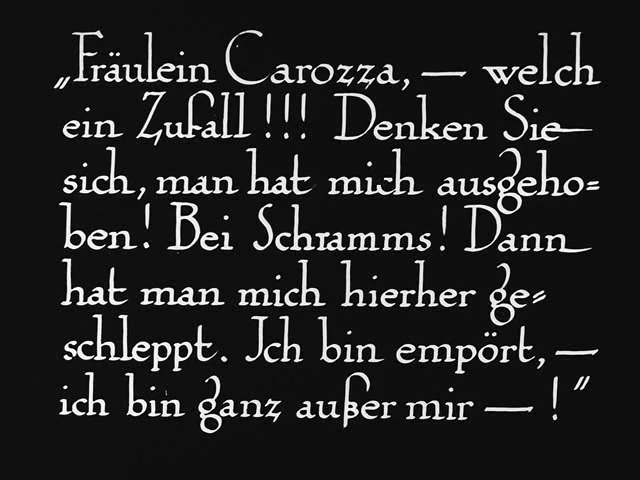 „Fräulein Carozza, — welch
ein Zufall!!! Denken Sie
sich, man hat mich ausgeho=
ben! Bei Schramms! Dann
hat man mich hierher ge=
schleppt. Ich bin empört, —
ich bin ganz außer mir — !"